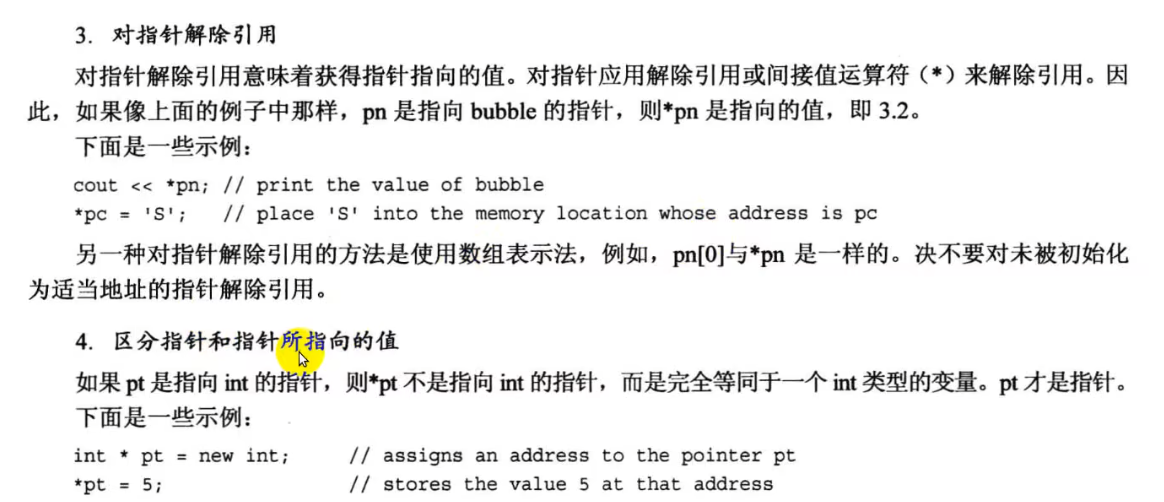 3. 对指针解除引用
对指针解除引用意味着获得指针指向的值。对指针应用解除引用或间接值运算符（*）来解除引用。因
此，如果像上面的例子中那样，pn 是指向 bubble 的指针，则*pn 是指向的值，即 3.2。
下面是一些示例：
cout << *pn; // print the value of bubble
*pc = 'S';   // place 'S' into the memory location whose address is pc
另一种对指针解除引用的方法是使用数组表示法，例如，pn[0]与*pn 是一样的。决不要对未被初始化
为适当地址的指针解除引用。
4. 区分指针和指针所指向的值
如果 pt 是指向 int 的指针，则*pt 不是指向 int 的指针，而是完全等同于一个 int 类型的变量。pt 才是指针。
下面是一些示例：
int * pt = new int;     // assigns an address to the pointer pt
*pt = 5;                // stores the value 5 at that address